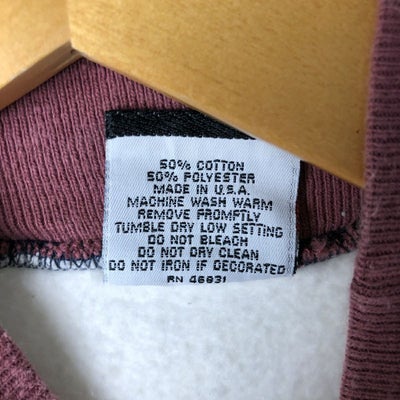 50% COTTON
50% POLYESTER
MADE IN U.S.A.
MACHINE WASH WARM
REMOVE PROMPTLY
TUMBLE DRY LOW SETTING
DO NOT BLEACH
DO NOT DRY CLEAN
DO NOT IRON IF DECORATED
RN 46831